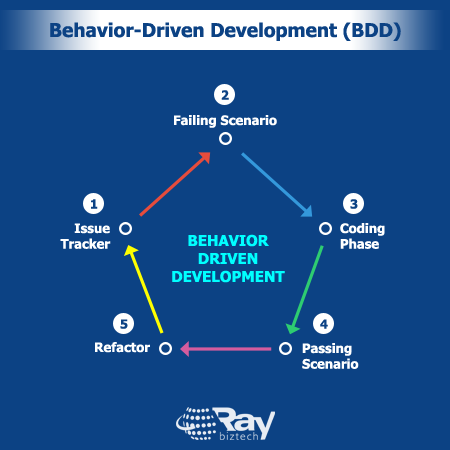 Behavior-Driven Development (BDD)
2
Failing Scenario
1
Issue
Tracker
3
Coding
Phase
BEHAVIOR
DRIVEN
DEVELOPMENT
5
Refactor
4
Passing
Scenario
Ray
biztech